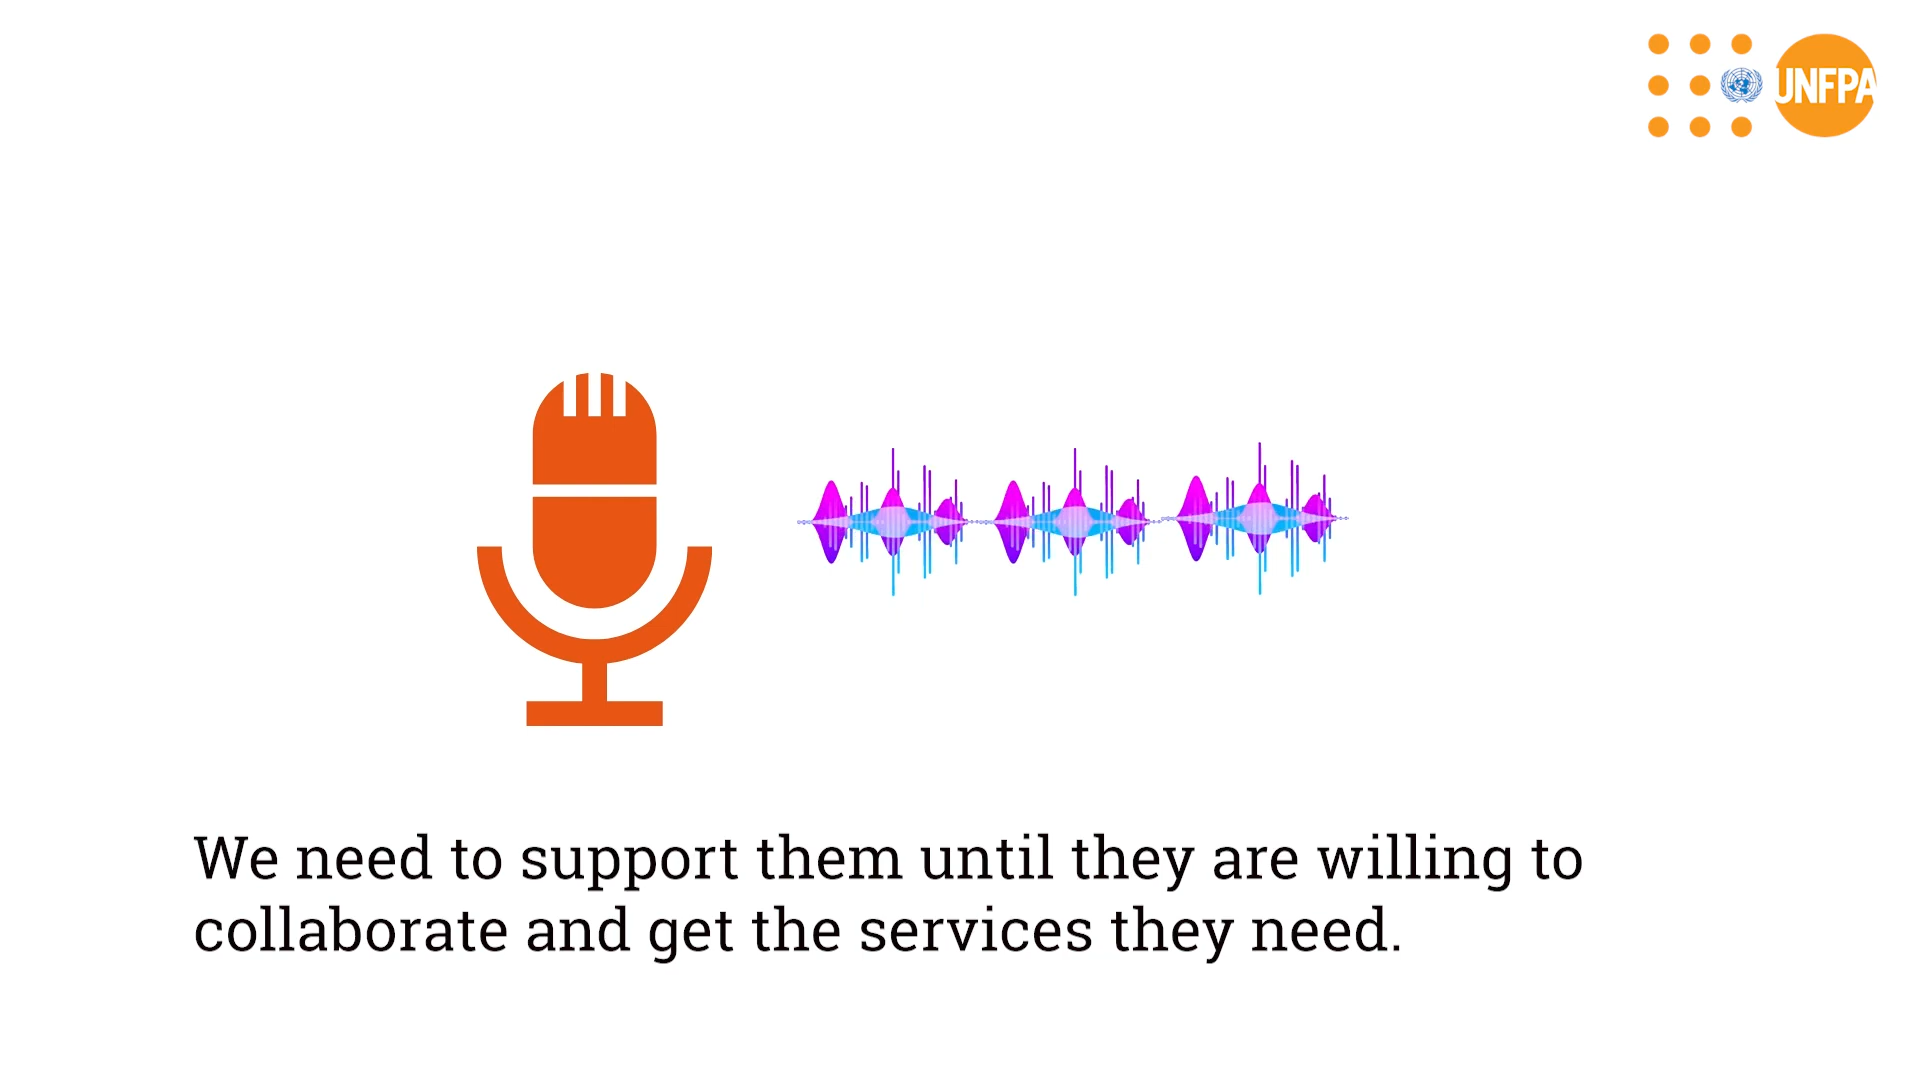 UNFPA
We need to support them until they are willing to
collaborate and get the services they need.